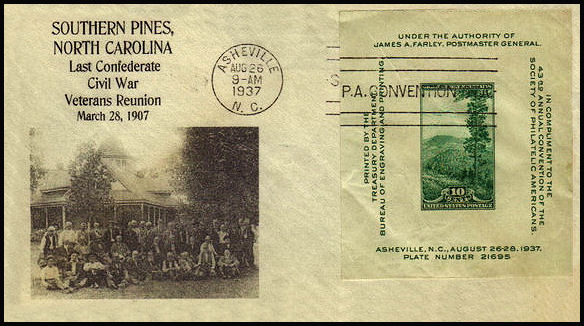 SOUTHERN PINES,
NORTH CAROLINA
Last Confederate
Civil War
Veterans Reunion
March 28, 1907
ASHEVILLE
AUG 26
9-AM
1937
N. C.
S
P.A. CONVENTION
UNDER THE AUTHORITY OF
JAMES A. FARLEY, POSTMASTER GENERAL.
PRINTED BY THE
TREASURY DEPARTMENT,
BUREAU OF ENGRAVING AND PRINTING.
IN COMPLIMENT TO THE
43RD ANNUAL CONVENTION OF THE
SOCIETY OF PHILATELIC AMERICANS.
10
UNITED STATES POSTAGE
ASHEVILLE, N.C., AUGUST 26-28, 1937.
PLATE NUMBER 21695